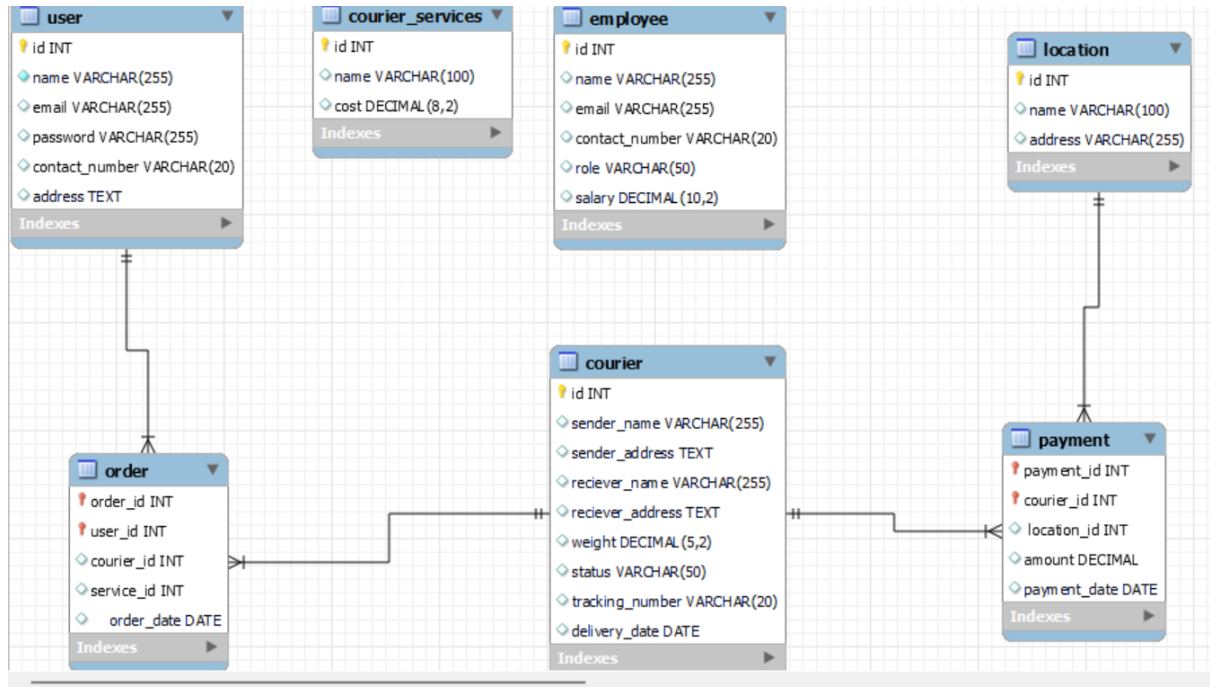 user
id INT
name VARCHAR(255)
email VARCHAR(255)
password VARCHAR(255)
contact_number VARCHAR(20)
address TEXT
Indexes
courier_services
id INT
name VARCHAR(100)
cost DECIMAL(8,2)
Indexes
employee
id INT
name VARCHAR(255)
email VARCHAR(255)
contact_number VARCHAR(20)
role VARCHAR(50)
salary DECIMAL(10,2)
Indexes
location
id INT
name VARCHAR(100)
address VARCHAR(255)
Indexes
order
order_id INT
user_id INT
courier_id INT
service_id INT
order_date DATE
Indexes
courier
id INT
sender_name VARCHAR(255)
sender_address TEXT
reciever_name VARCHAR(255)
reciever_address TEXT
weight DECIMAL(5,2)
status VARCHAR(50)
tracking_number VARCHAR(20)
delivery_date DATE
Indexes
payment
payment_id INT
courier_id INT
location_id INT
amount DECIMAL
payment_date DATE
Indexes